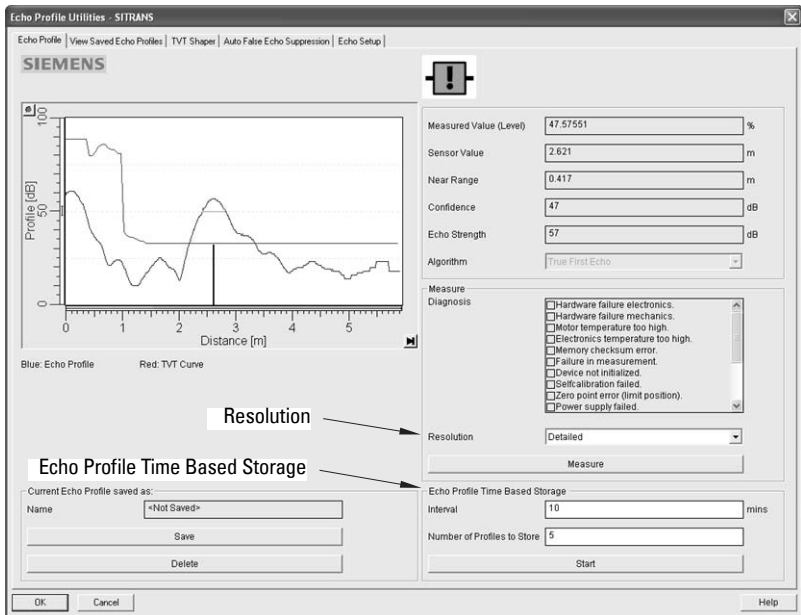 Echo Profile Utilities - SITRANS
Echo Profile
View Saved Echo Profiles
TVT Shaper
Auto False Echo Suppression
Echo Setup
SIEMENS
100
50
0
Profile [dB]
0 1 2 3 4 5
Distance [m]
Blue: Echo Profile Red: TVT Curve
Measured Value (Level) 47.57551 %
Sensor Value 2.621 m
Near Range 0.417 m
Confidence 47 dB
Echo Strength 57 dB
Algorithm True First Echo
Measure
Diagnosis
Hardware failure electronics.
Hardware failure mechanics.
Motor temperature too high.
Electronics temperature too high.
Memory checksum error.
Failure in measurement.
Device not initialized.
Selfcalibration failed.
Zero point error (limit position).
Power supply failed.
Resolution
Resolution Detailed
Measure
Echo Profile Time Based Storage
Current Echo Profile saved as:
Name <Not Saved>
Save
Delete
Echo Profile Time Based Storage
Interval 10 mins
Number of Profiles to Store 5
Start
OK
Cancel
Help